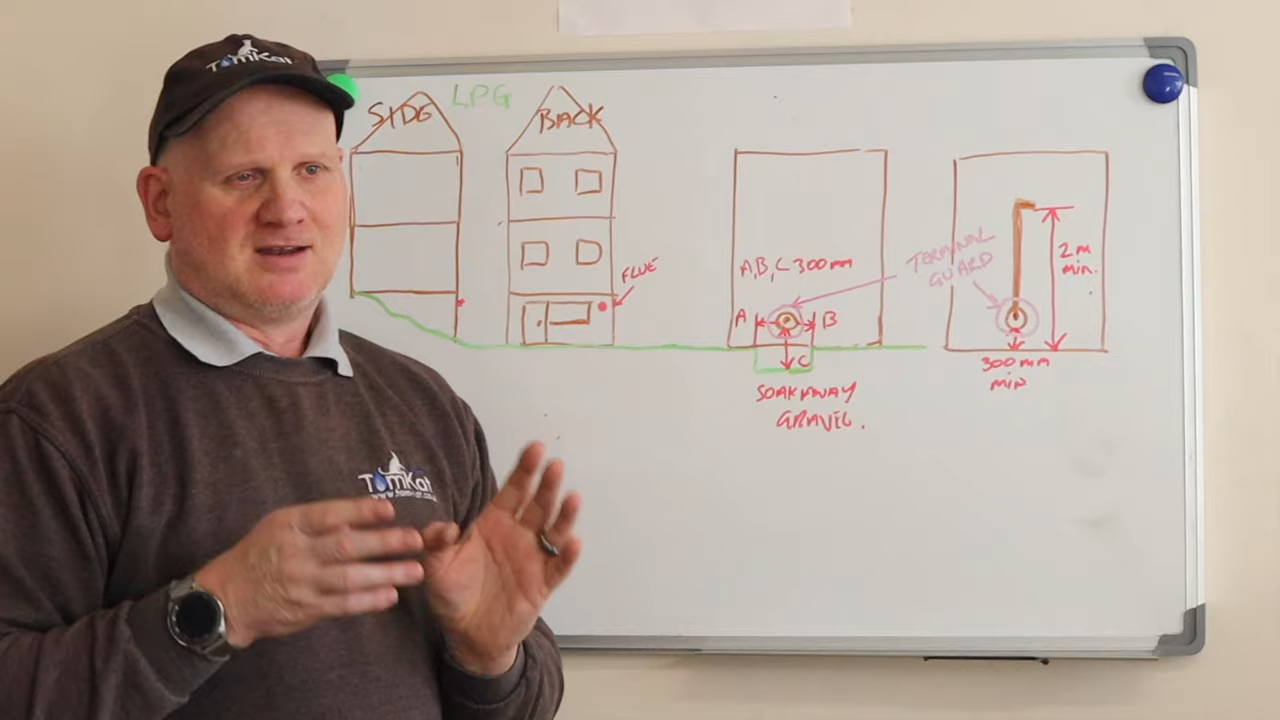 TomKat
SIDE
LPG
BACK
FLUE
A, B, C 300mm
A
B
C
SOAKAWAY
GRAVEL.
TERMINAL
GUARD
2m
min.
300mm
MIN
TomKat